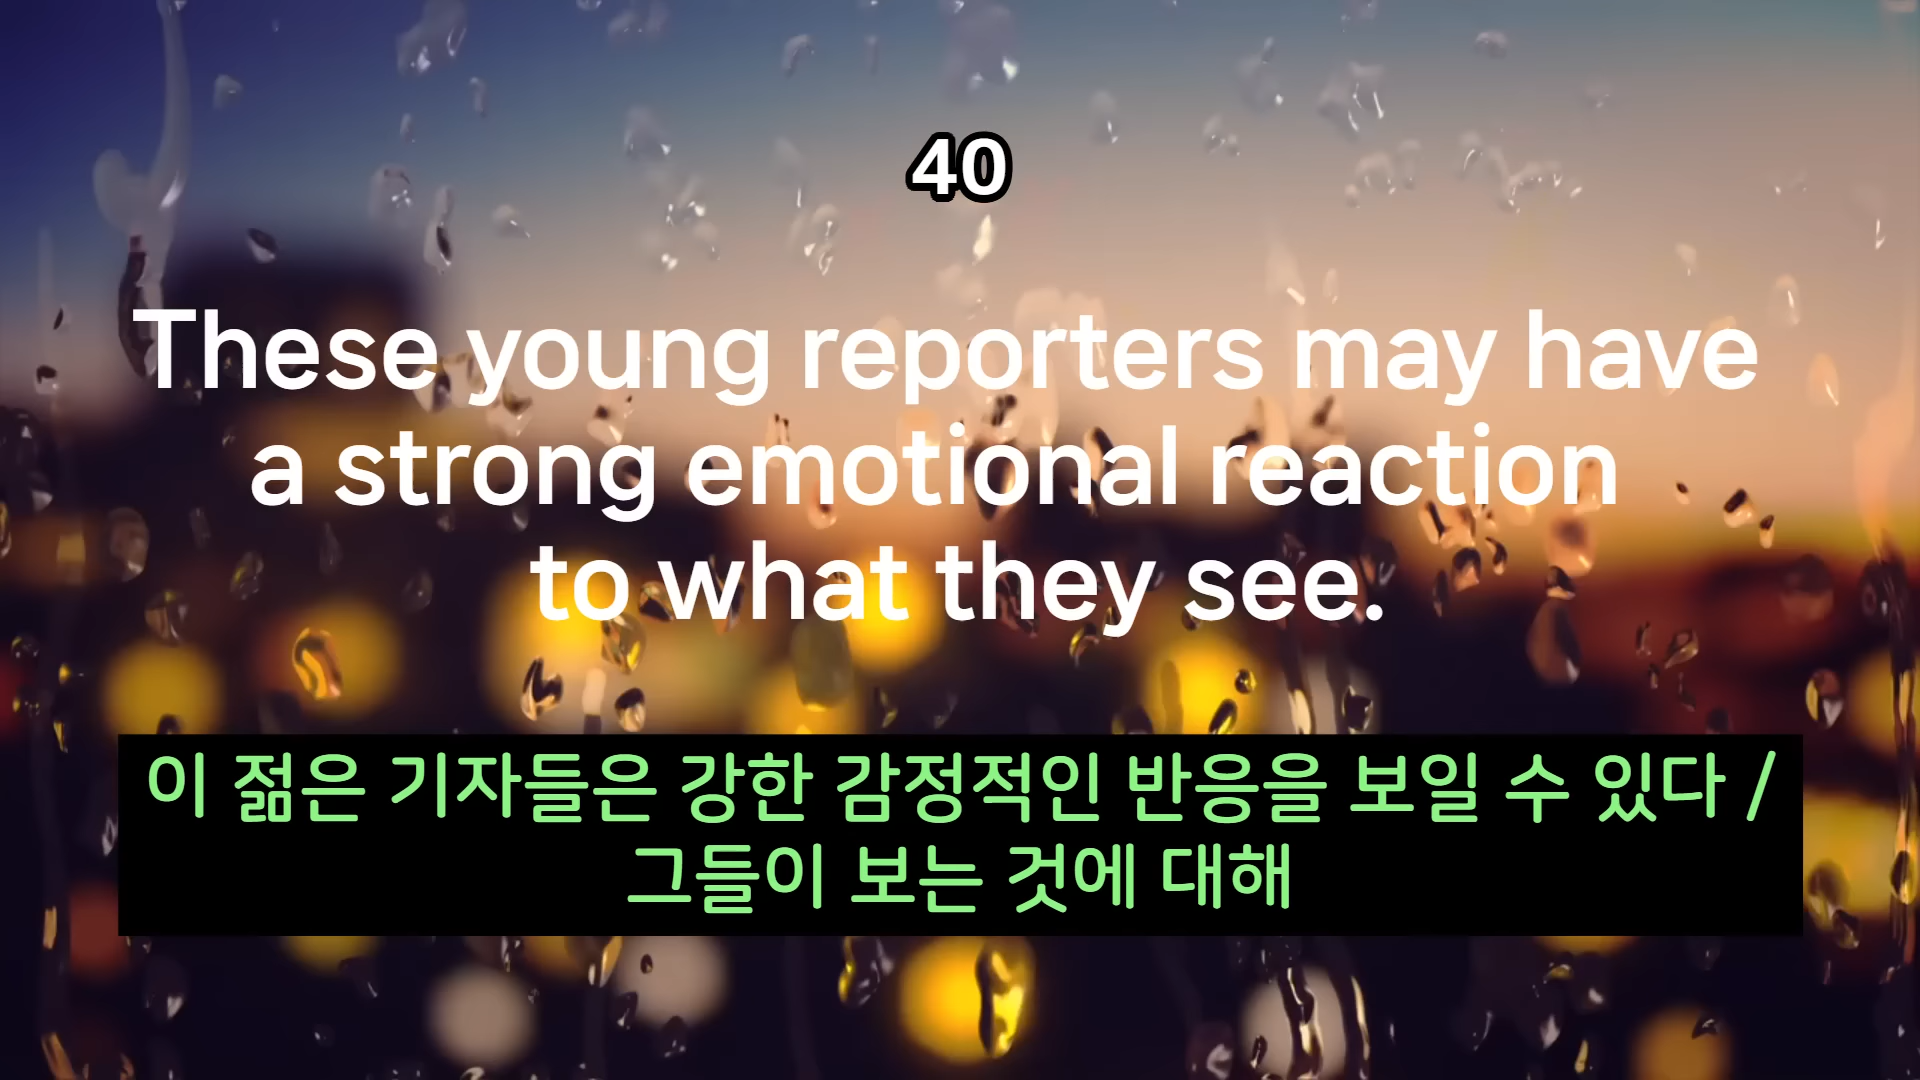 40
These young reporters may have
a strong emotional reaction
to what they see.
이 젊은 기자들은 강한 감정적인 반응을 보일 수 있다 /
그들이 보는 것에 대해